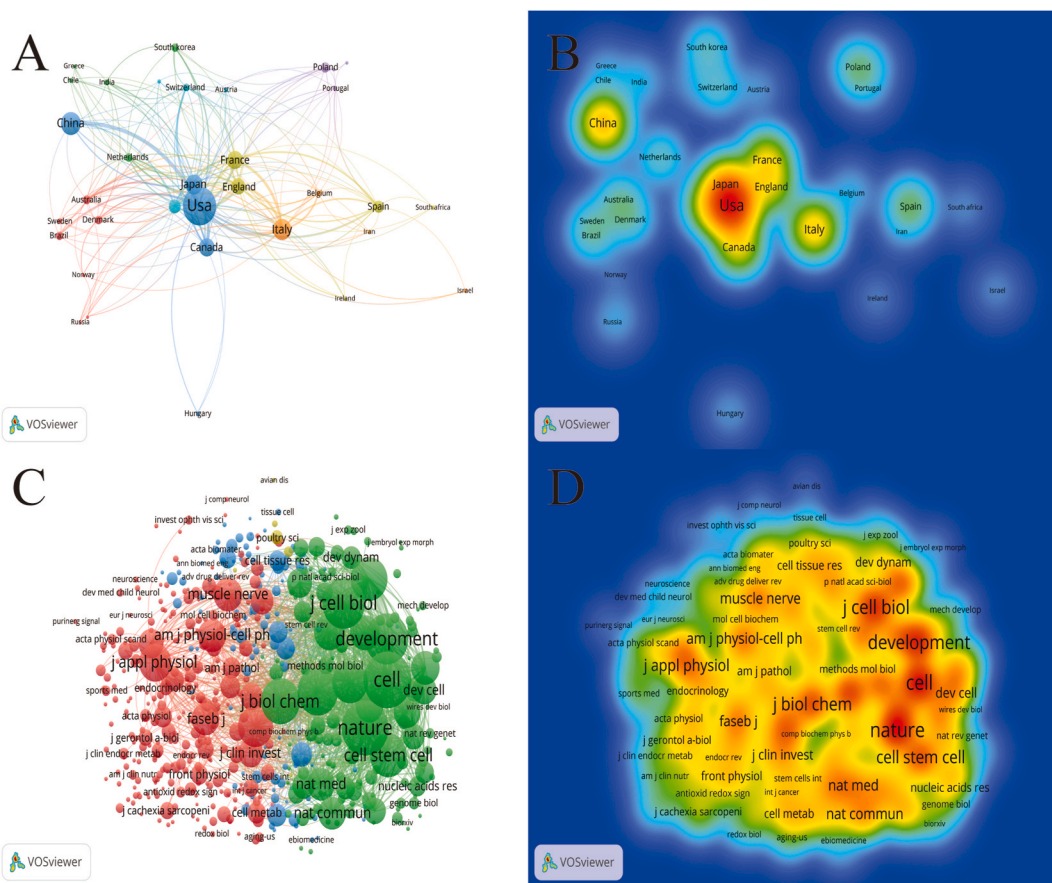 A
South korea
Greece
Chile
India
Switzerland
Austria
Poland
Portugal
China
Netherlands
France
Japan
England
Australia
Usa
Belgium
Spain
South africa
Sweden
Denmark
Brazil
Italy
Iran
Canada
Norway
Israel
Ireland
Russia
Hungary
VOSviewer
B
South korea
Greece
Chile
India
Switzerland
Austria
Poland
Portugal
China
Netherlands
France
Japan
England
Australia
Usa
Belgium
Spain
South africa
Sweden
Denmark
Brazil
Italy
Iran
Canada
Norway
Israel
Ireland
Russia
Hungary
VOSviewer
C
avian dis
j comp neurol
tissue cell
invest ophth vis sci
j exp zool
poultry sci
j embryol exp morph
acta biomater
dev dynam
ann biomed eng
cell tissue res
neuroscience
adv drug deliver rev
p natl acad sci-biol
dev med child neurol
muscle nerve
j cell biol
mech develop
purinerg signal
eur j neurosci
mol cell biochem
stem cell rev
acta physiol scand
am j physiol-cell ph
development
j appl physiol
am j pathol
methods mol biol
cell
sports med
endocrinology
dev cell
j biol chem
wires dev biol
acta physiol
faseb j
nature
comp biochem phys b
nat rev genet
j gerontol a-biol
j clin endocr metab
endocr rev
j clin invest
cell stem cell
am j clin nutr
front physiol
stem cells int
nat med
nucleic acids res
antioxid redox sign
int j cancer
genome biol
j cachexia sarcopeni
cell metab
nat commun
biorxiv
redox biol
aging-us
ebiomedicine
VOSviewer
D
avian dis
j comp neurol
tissue cell
invest ophth vis sci
j exp zool
poultry sci
j embryol exp morph
acta biomater
dev dynam
ann biomed eng
cell tissue res
neuroscience
adv drug deliver rev
p natl acad sci-biol
dev med child neurol
muscle nerve
j cell biol
mech develop
purinerg signal
eur j neurosci
mol cell biochem
stem cell rev
acta physiol scand
am j physiol-cell ph
development
j appl physiol
am j pathol
methods mol biol
cell
sports med
endocrinology
dev cell
j biol chem
wires dev biol
acta physiol
faseb j
nature
comp biochem phys b
nat rev genet
j gerontol a-biol
j clin endocr metab
endocr rev
j clin invest
cell stem cell
am j clin nutr
front physiol
stem cells int
nat med
nucleic acids res
antioxid redox sign
int j cancer
genome biol
j cachexia sarcopeni
cell metab
nat commun
biorxiv
redox biol
aging-us
ebiomedicine
VOSviewer